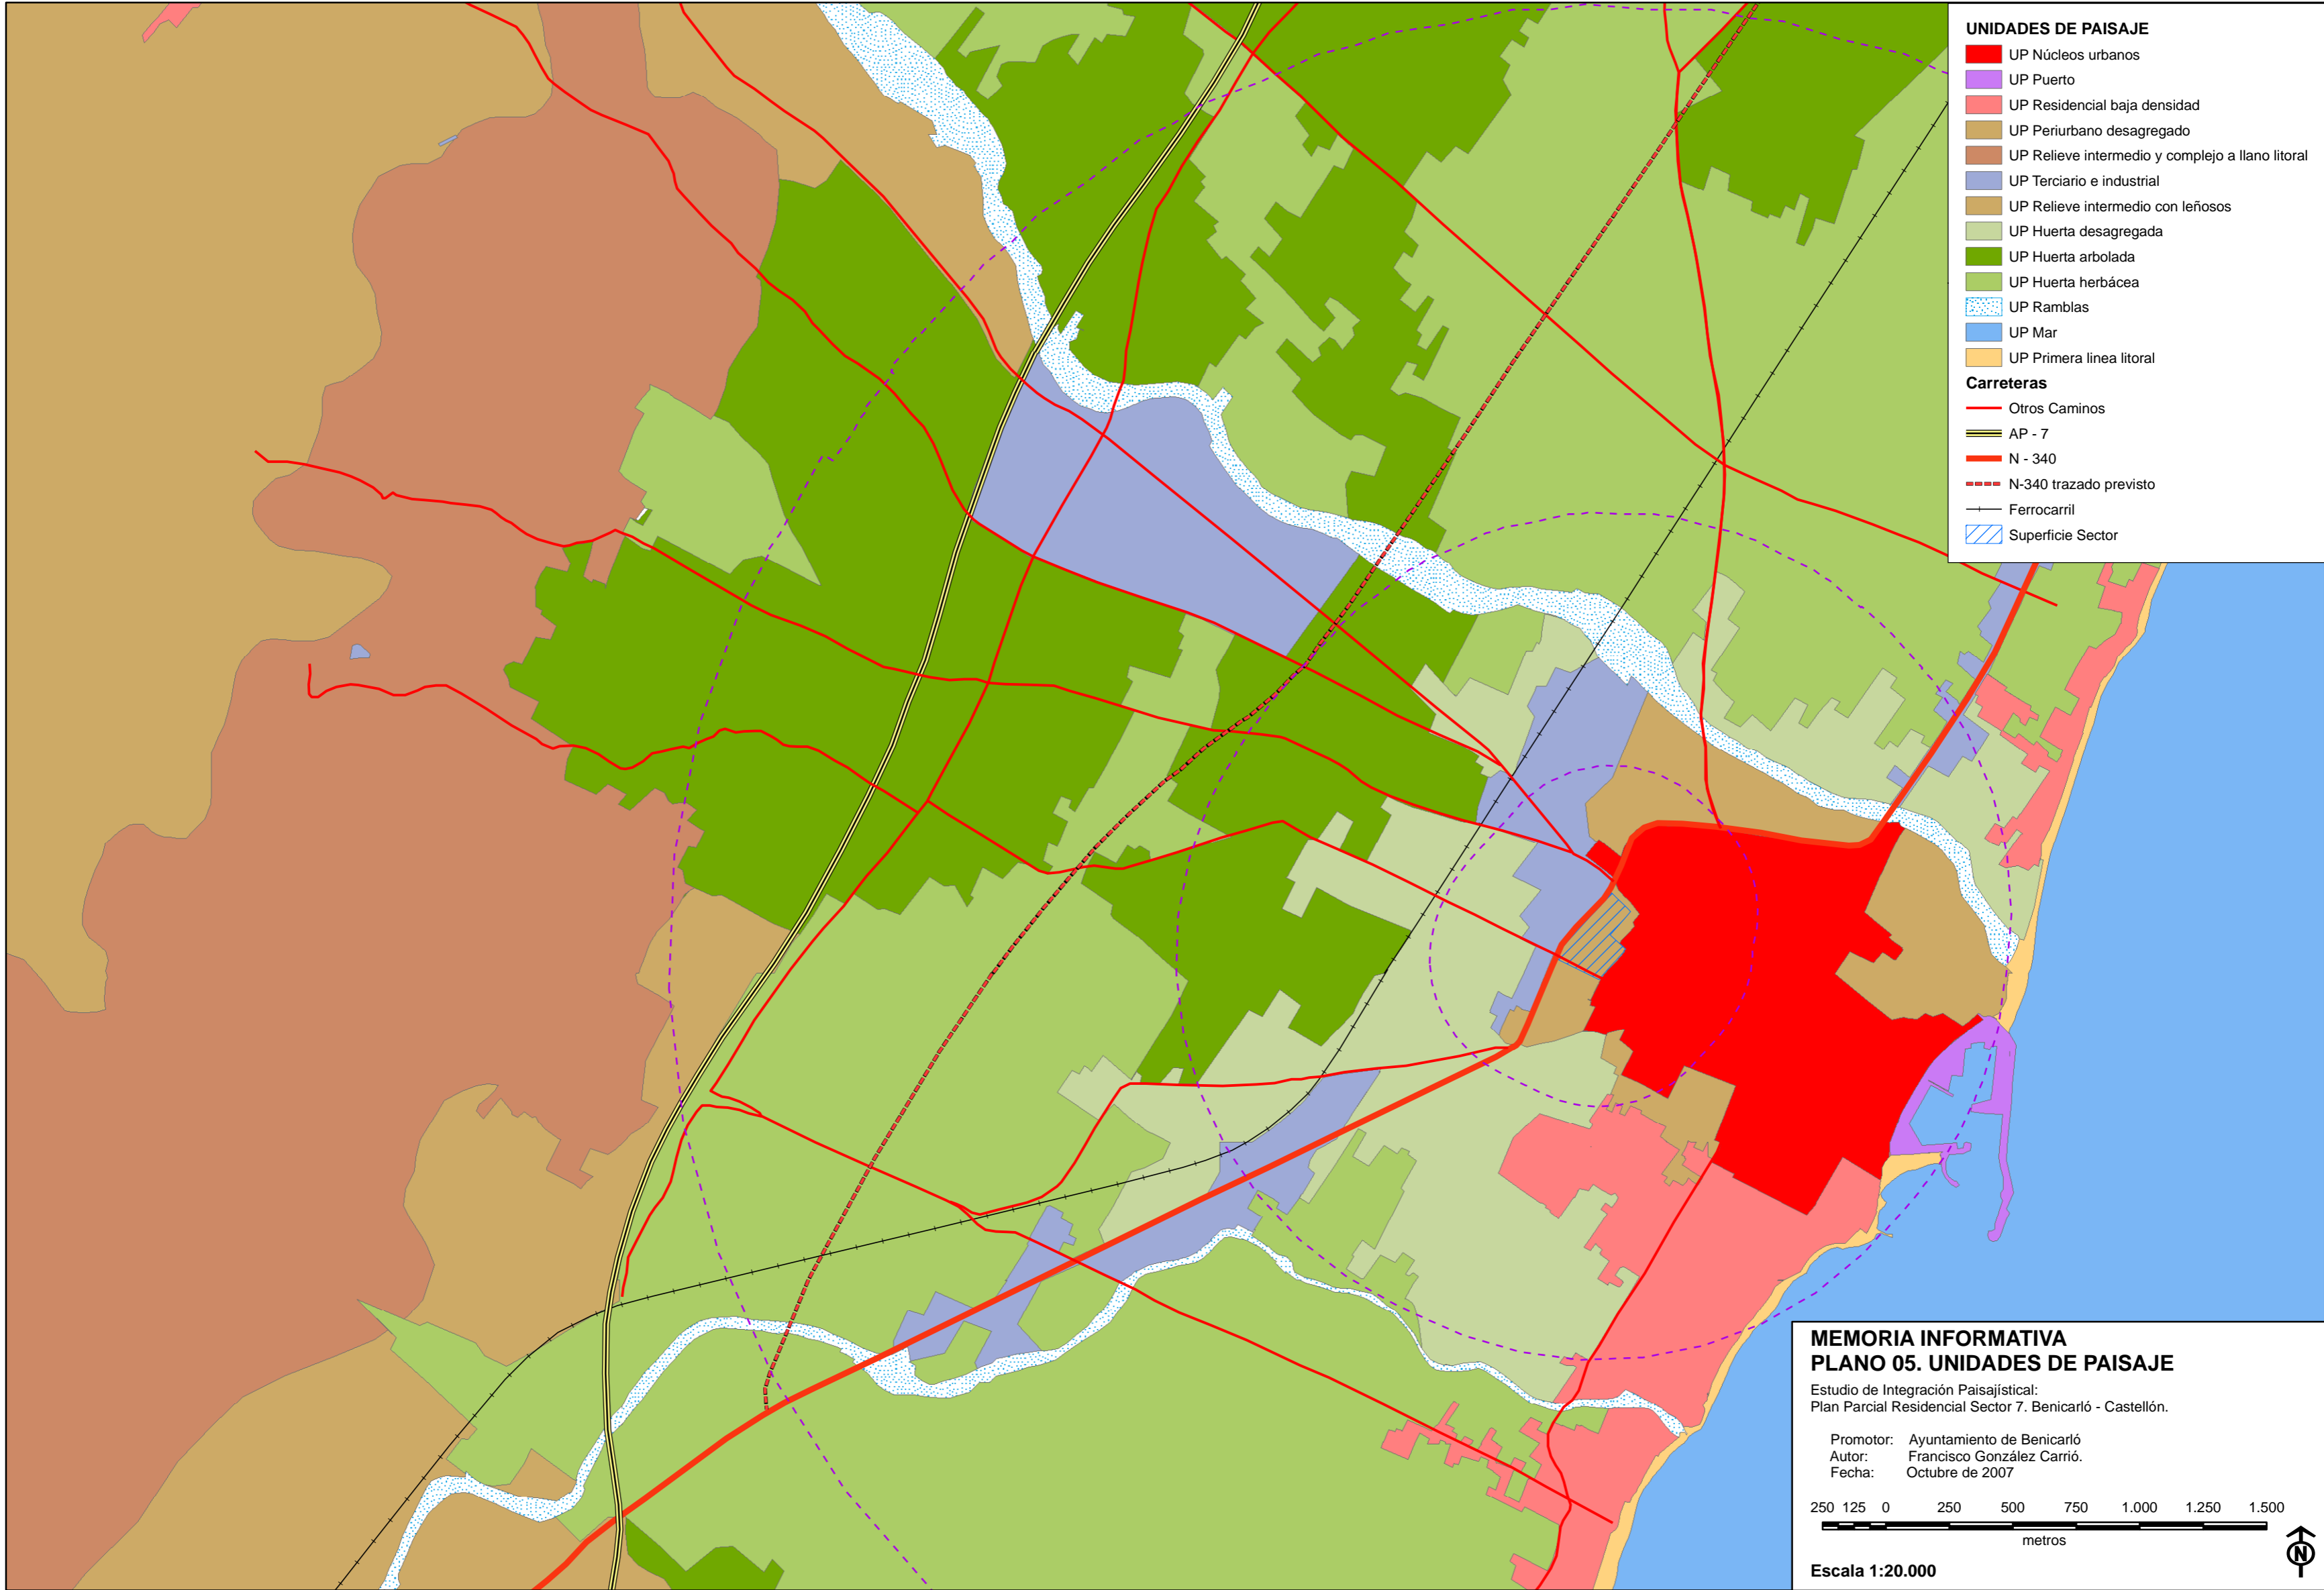 UNIDADES DE PAISAJE
UP Núcleos urbanos
UP Puerto
UP Residencial baja densidad
UP Periurbano desagregado
UP Relieve intermedio y complejo a llano litoral
UP Terciario e industrial
UP Relieve intermedio con leñosos
UP Huerta desagregada
UP Huerta arbolada
UP Huerta herbácea
UP Ramblas
UP Mar
UP Primera linea litoral
Carreteras
Otros Caminos
AP - 7
N - 340
N-340 trazado previsto
Ferrocarril
Superficie Sector
MEMORIA INFORMATIVA
PLANO 05. UNIDADES DE PAISAJE
Estudio de Integración Paisajística:
Plan Parcial Residencial Sector 7. Benicarló - Castellón.
Promotor: Ayuntamiento de Benicarló
Autor: Francisco González Carrió.
Fecha: Octubre de 2007
250 125 0 250 500 750 1.000 1.250 1.500
metros
N
Escala 1:20.000